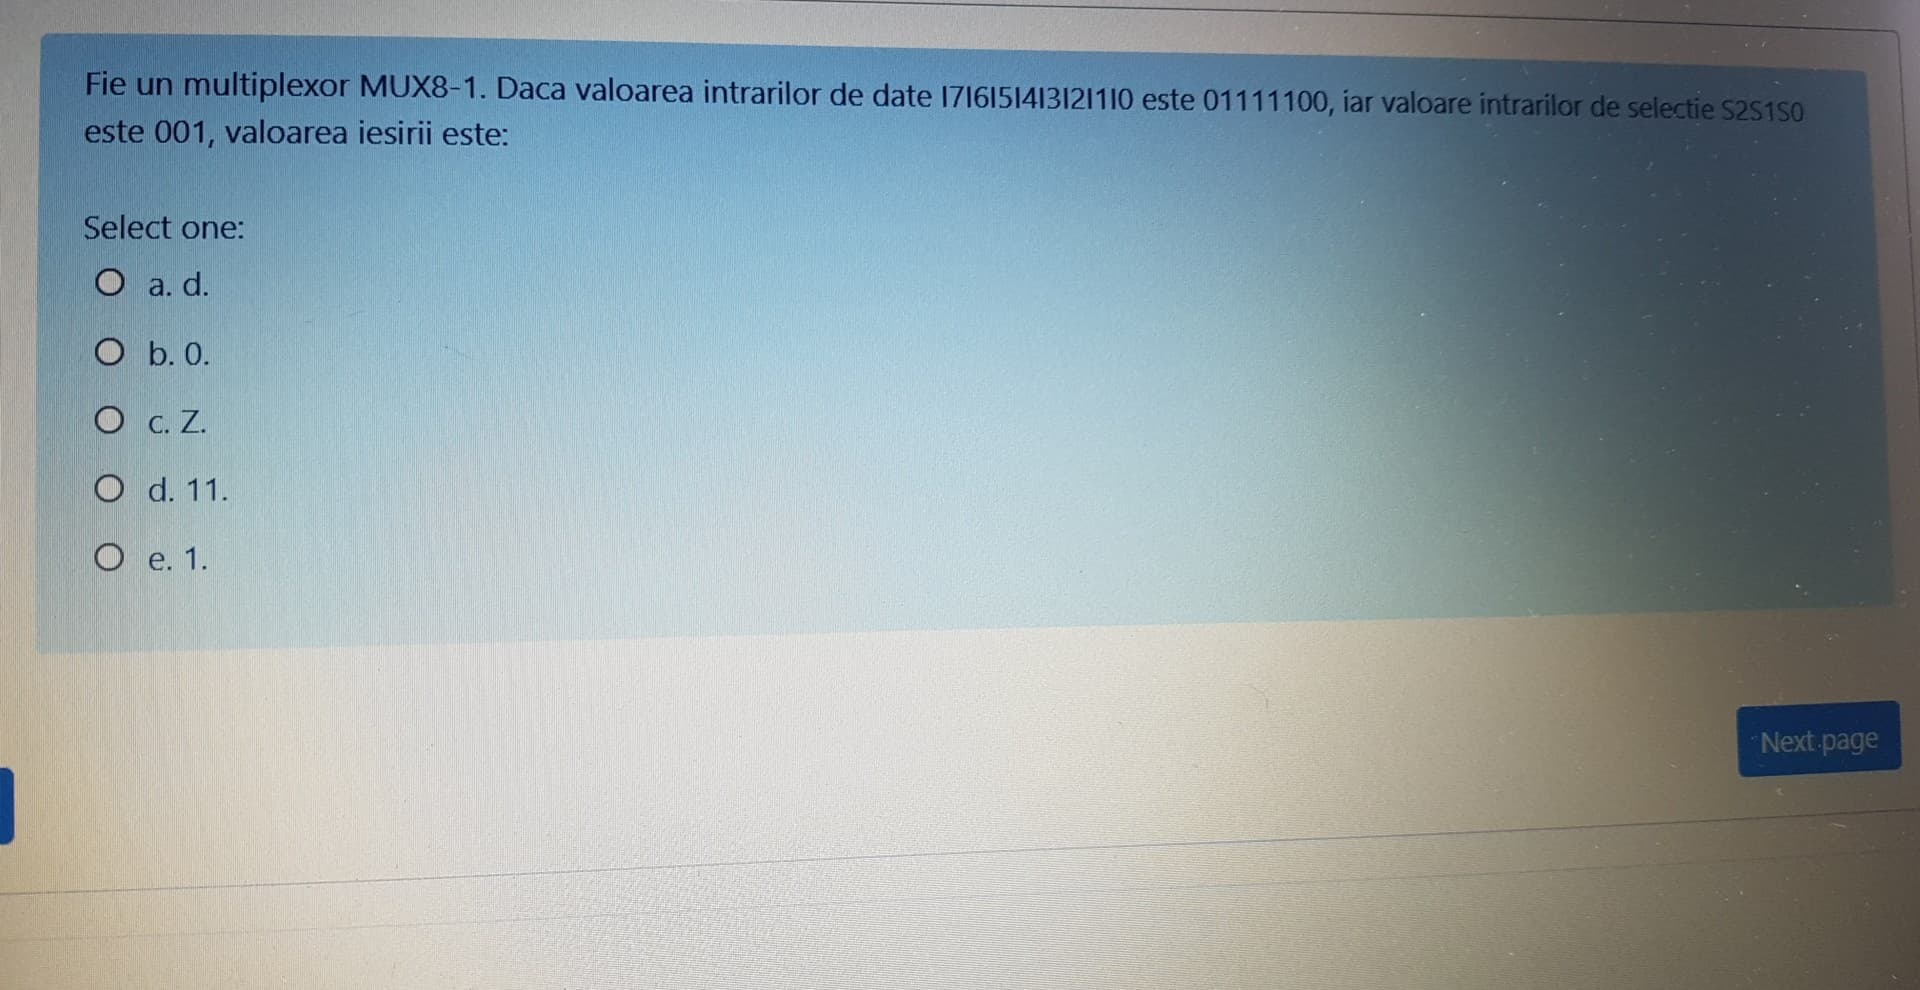 Fie un multiplexor MUX8-1. Daca valoarea intrarilor de date I7I6I5I4I3I2I1I0 este 01111100, iar valoare intrarilor de selectie S2S1S0
este 001, valoarea iesirii este:
Select one:
a. d.
b. 0.
c. Z.
d. 11.
e. 1.
Next page